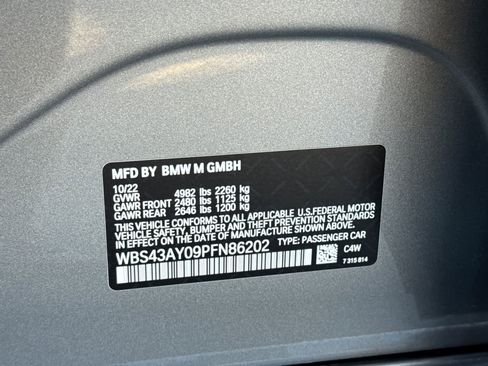 MFD BY BMW M GMBH
10/22
GVWR 4982 lbs 2260 kg
GAWR FRONT 2480 lbs 1125 kg
GAWR REAR 2646 lbs 1200 kg
THIS VEHICLE CONFORMS TO ALL APPLICABLE U.S.FEDERAL MOTOR
VEHICLE SAFETY, BUMPER, AND THEFT PREVENTION STANDARDS
IN EFFECT ON THE DATE OF MANUFACTURE SHOWN ABOVE.
WBS43AY09PFN86202 TYPE: PASSENGER CAR
C4W
7 315 814